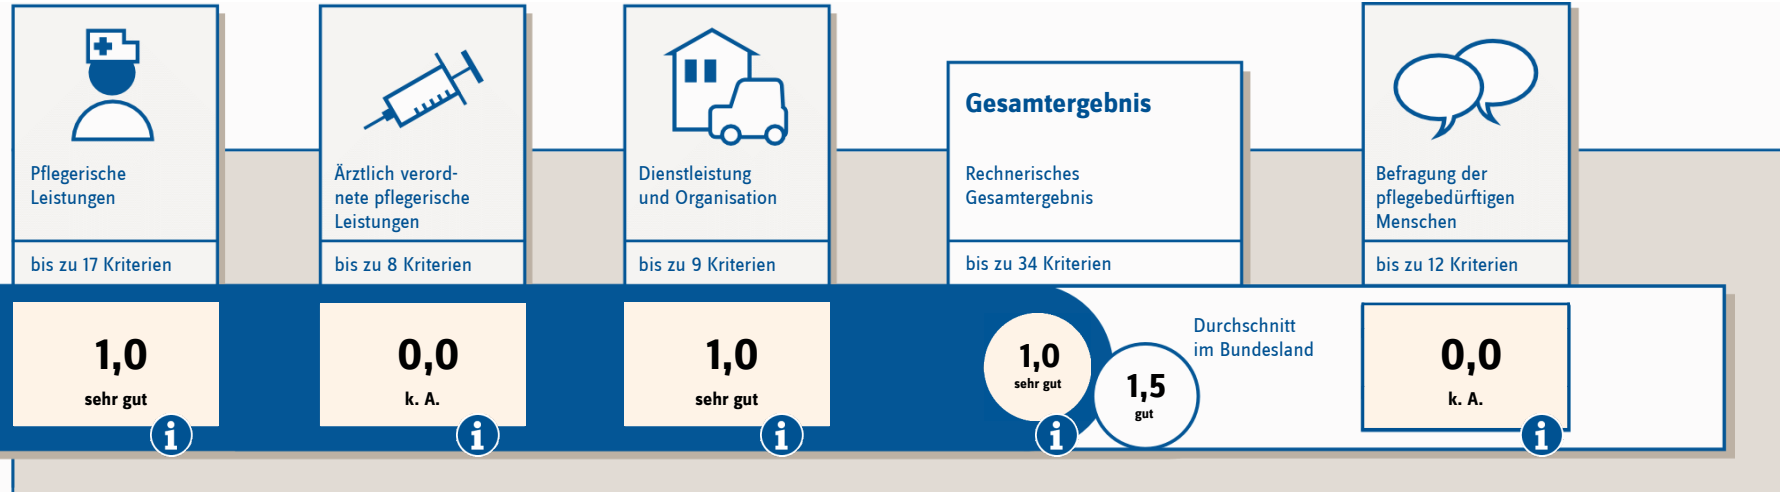 Pflegerische
Leistungen
bis zu 17 Kriterien
1,0
sehr gut
Ärztlich verord-
nete pflegerische
Leistungen
bis zu 8 Kriterien
0,0
k. A.
Dienstleistung
und Organisation
bis zu 9 Kriterien
1,0
sehr gut
Gesamtergebnis
Rechnerisches
Gesamtergebnis
bis zu 34 Kriterien
1,0
sehr gut
1,5
gut
Durchschnitt
im Bundesland
Befragung der
pflegebedürftigen
Menschen
bis zu 12 Kriterien
0,0
k. A.